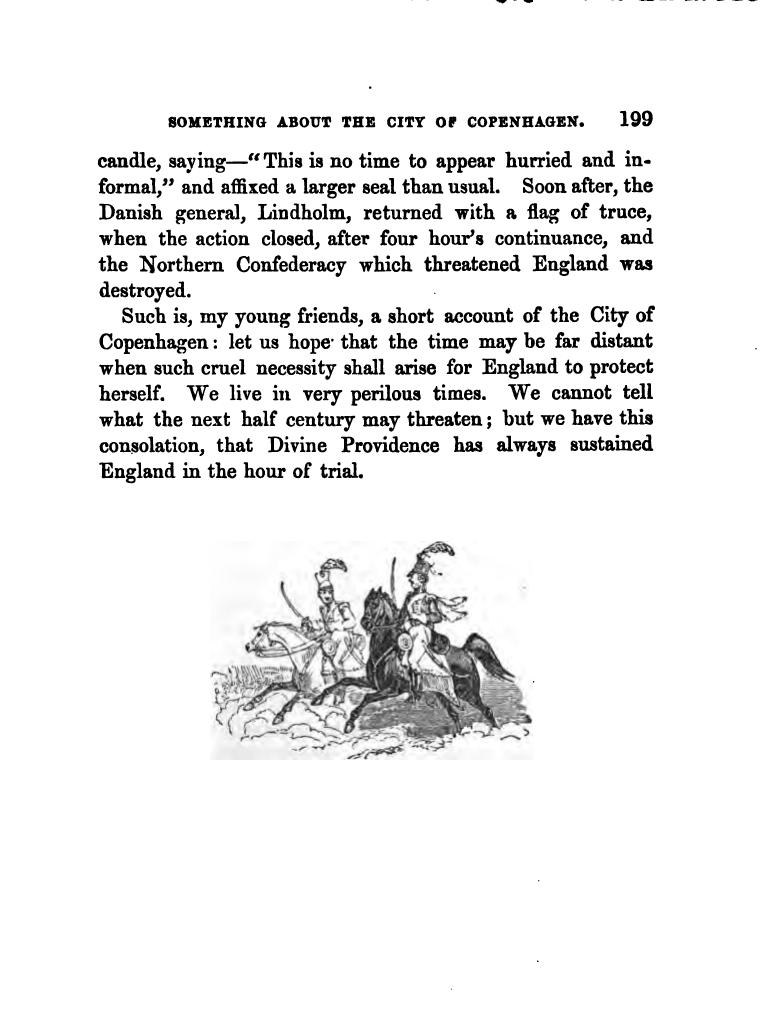 SOMETHING ABOUT THE CITY OF COPENHAGEN. 199
candle, saying—“This is no time to appear hurried and in-
formal,” and affixed a larger seal than usual. Soon after, the
Danish general, Lindholm, returned with a flag of truce,
when the action closed, after four hour’s continuance, and
the Northern Confederacy which threatened England was
destroyed.
Such is, my young friends, a short account of the City of
Copenhagen: let us hope that the time may be far distant
when such cruel necessity shall arise for England to protect
herself. We live in very perilous times. We cannot tell
what the next half century may threaten; but we have this
consolation, that Divine Providence has always sustained
England in the hour of trial.